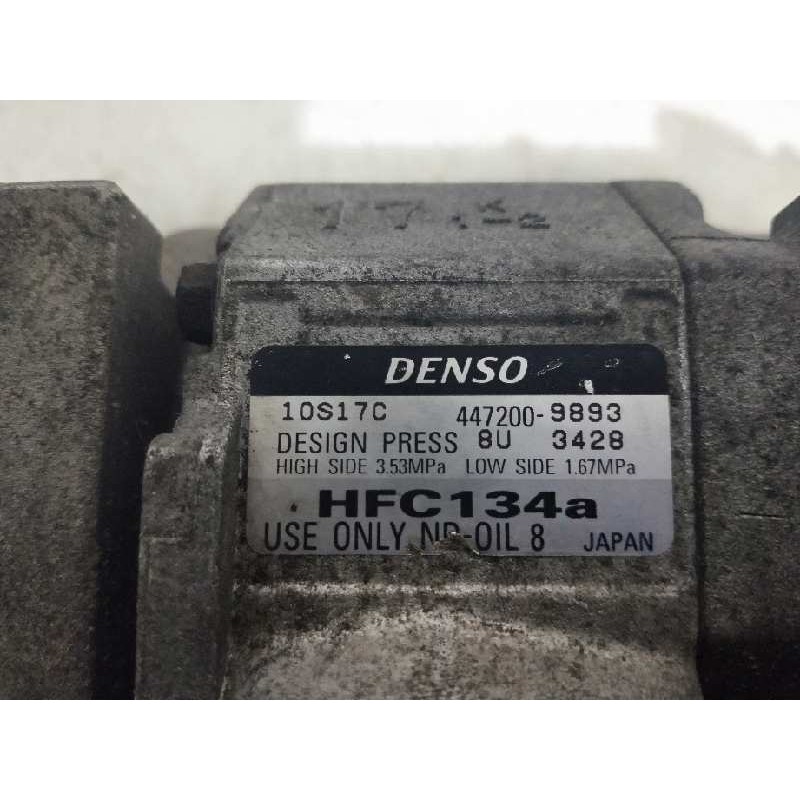 DENSO
10S17C 447200-9893
DESIGN PRESS 8U 3428
HIGH SIDE 3.53MPa LOW SIDE 1.67MPa
HFC134a
USE ONLY ND-OIL 8 JAPAN